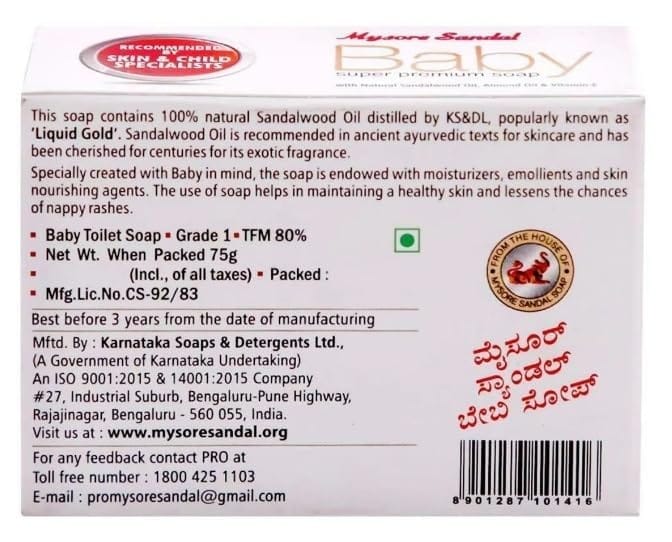 RECOMMENDED BY
SKIN & CHILD
SPECIALISTS
Mysore Sandal
Baby
super premium soap
with Natural Sandalwood Oil, Almond Oil & Vitamin-E
This soap contains 100% natural Sandalwood Oil distilled by KS&DL, popularly known as
'Liquid Gold'. Sandalwood Oil is recommended in ancient ayurvedic texts for skincare and has
been cherished for centuries for its exotic fragrance.
Specially created with Baby in mind, the soap is endowed with moisturizers, emollients and skin
nourishing agents. The use of soap helps in maintaining a healthy skin and lessens the chances
of nappy rashes.
▪ Baby Toilet Soap ▪ Grade 1 ▪ TFM 80%
▪ Net Wt. When Packed 75g
▪ (Incl., of all taxes) ▪ Packed :
▪ Mfg.Lic.No.CS-92/83
Best before 3 years from the date of manufacturing
Mftd. By : Karnataka Soaps & Detergents Ltd.,
(A Government of Karnataka Undertaking)
An ISO 9001:2015 & 14001:2015 Company
#27, Industrial Suburb, Bengaluru-Pune Highway,
Rajajinagar, Bengaluru - 560 055, India.
Visit us at : www.mysoresandal.org
For any feedback contact PRO at
Toll free number : 1800 425 1103
E-mail : promysoresandal@gmail.com
FROM THE HOUSE OF
MYSORE SANDAL SOAP
ಮೈಸೂರ್
ಸ್ಯಾಂಡಲ್
ಬೇಬಿ ಸೋಪ್
8 901287 101416